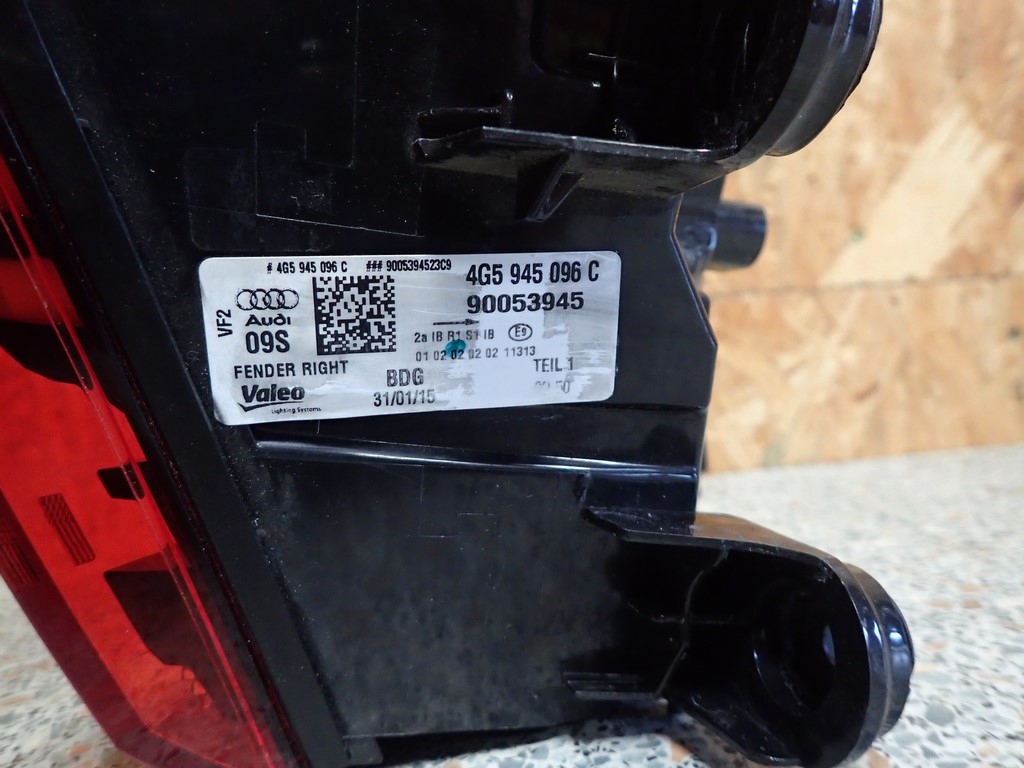 # 4G5 945 096 C ### 9005394523C9
4G5 945 096 C
90053945
VF2
Audi
09S
2a IB R1 S1 IB E9
01 02 02 02 02 11313
FENDER RIGHT
BDG
TEIL 1
Valeo
Lighting Systems
31/01/15